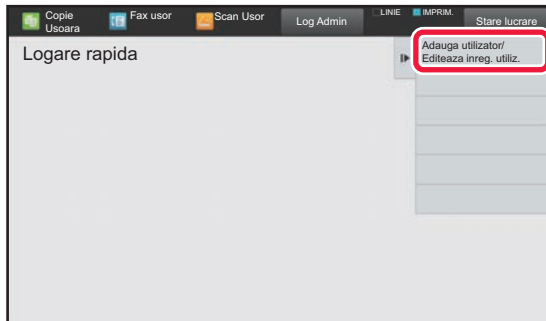 Copie
Usoara
Fax usor
Scan Usor
Log Admin
LINIE
IMPRIM.
Stare lucrare
Logare rapida
Adauga utilizator/
Editeaza inreg. utiliz.